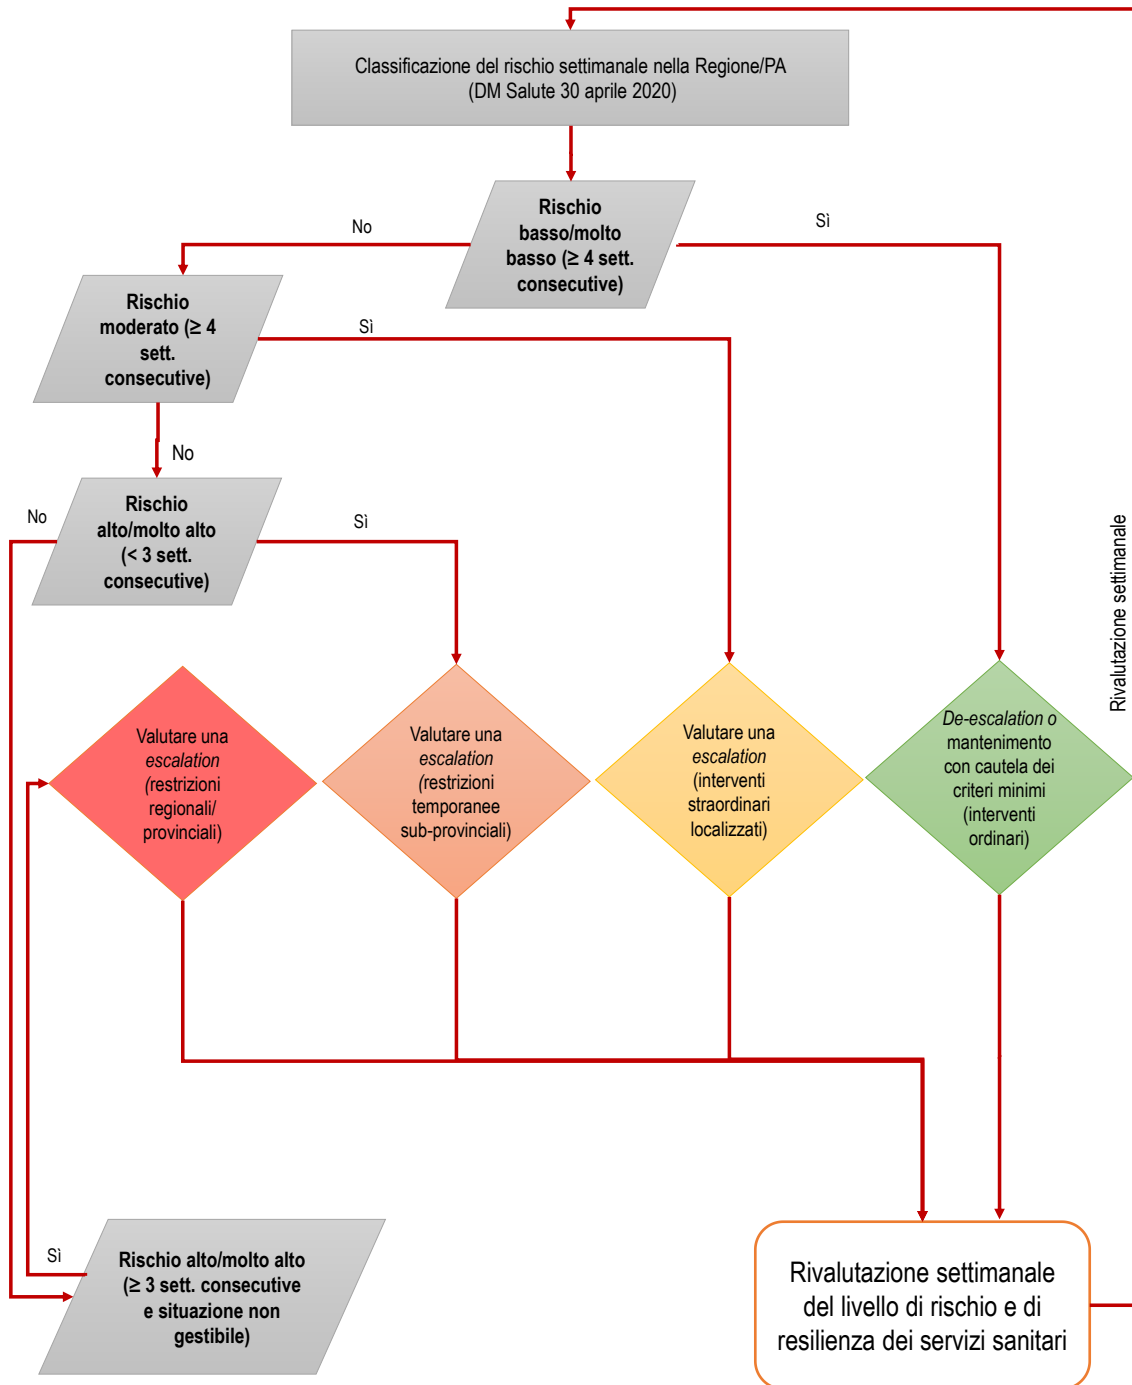 Classificazione del rischio settimanale nella Regione/PA
(DM Salute 30 aprile 2020)
Rischio
basso/molto
basso (≥ 4 sett.
consecutive)
No
Sì
Rischio
moderato (≥ 4
sett.
consecutive)
Sì
No
Rischio
alto/molto alto
(< 3 sett.
consecutive)
No
Sì
Rivalutazione settimanale
Valutare una
escalation
(restrizioni
regionali/
provinciali)
Valutare una
escalation
(restrizioni
temporanee
sub-provinciali)
Valutare una
escalation
(interventi
straordinari
localizzati)
De-escalation o
mantenimento
con cautela dei
criteri minimi
(interventi
ordinari)
Sì
Rischio alto/molto alto
(≥ 3 sett. consecutive
e situazione non
gestibile)
Rivalutazione settimanale
del livello di rischio e di
resilienza dei servizi sanitari